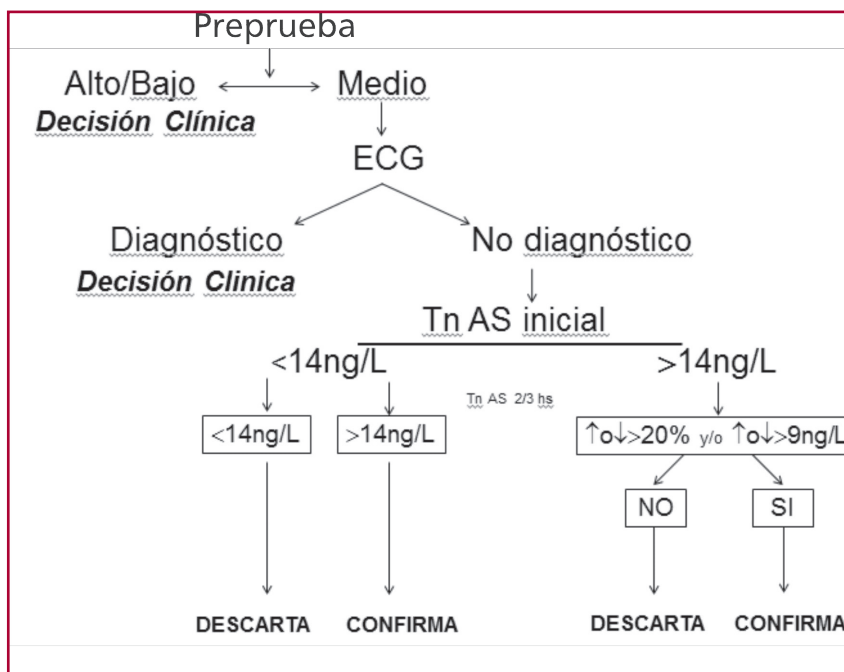 Preprueba
Alto/Bajo Medio
Decisión Clínica
ECG
Diagnóstico No diagnóstico
Decisión Clinica
Tn AS inicial
<14ng/L >14ng/L
Tn AS 2/3 hs
<14ng/L >14ng/L ↑o↓>20% y/o ↑o↓>9ng/L
NO SI
DESCARTA CONFIRMA DESCARTA CONFIRMA